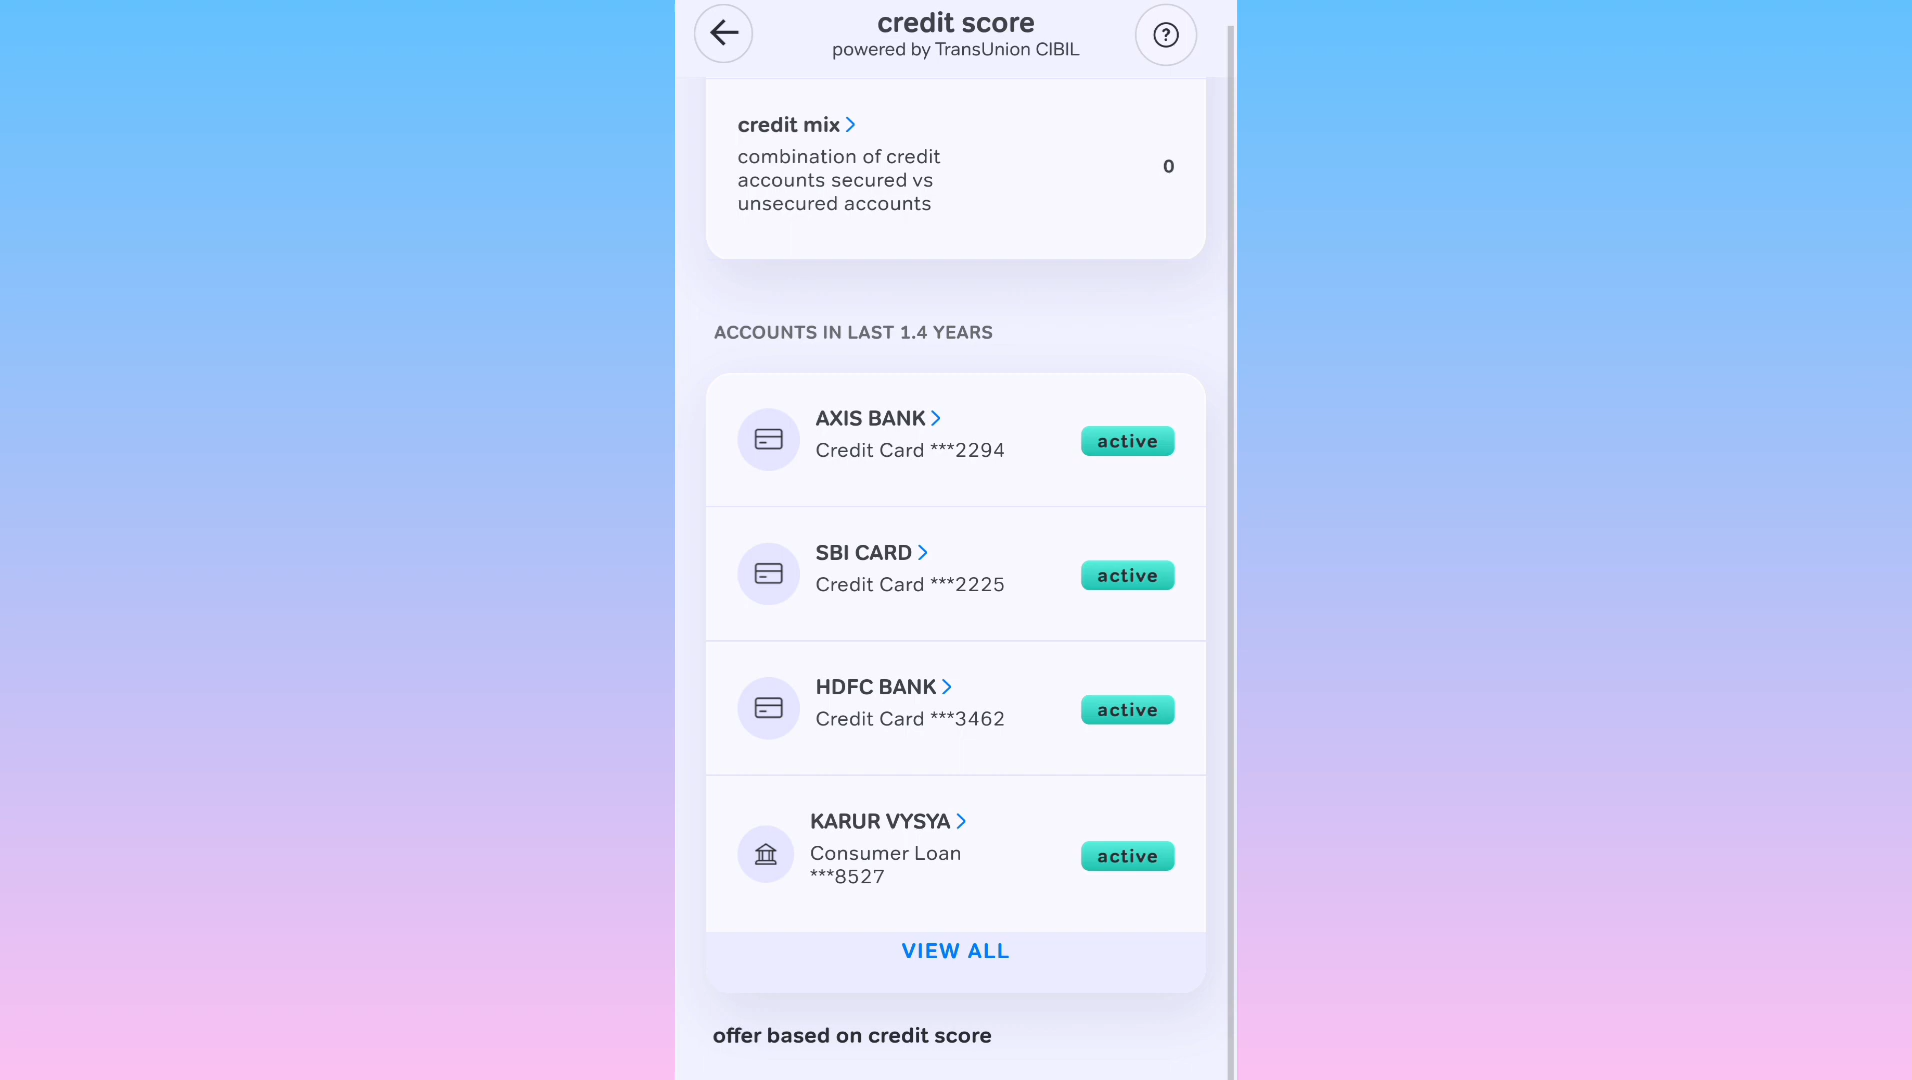 credit score
powered by TransUnion CIBIL
credit mix
combination of credit
accounts secured vs
unsecured accounts
0
ACCOUNTS IN LAST 1.4 YEARS
AXIS BANK
Credit Card ***2294
active
SBI CARD
Credit Card ***2225
active
HDFC BANK
Credit Card ***3462
active
KARUR VYSYA
Consumer Loan
***8527
active
VIEW ALL
offer based on credit score